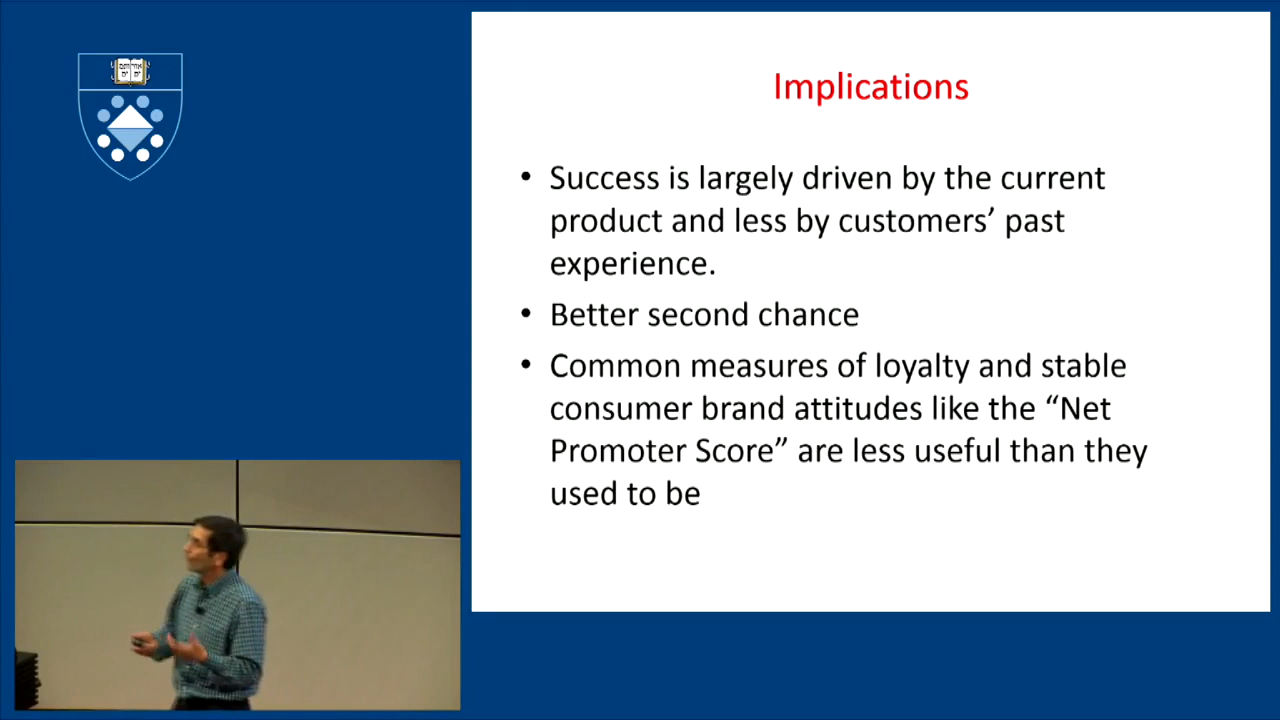 Implications
• Success is largely driven by the current
product and less by customers’ past
experience.
• Better second chance
• Common measures of loyalty and stable
consumer brand attitudes like the “Net
Promoter Score” are less useful than they
used to be